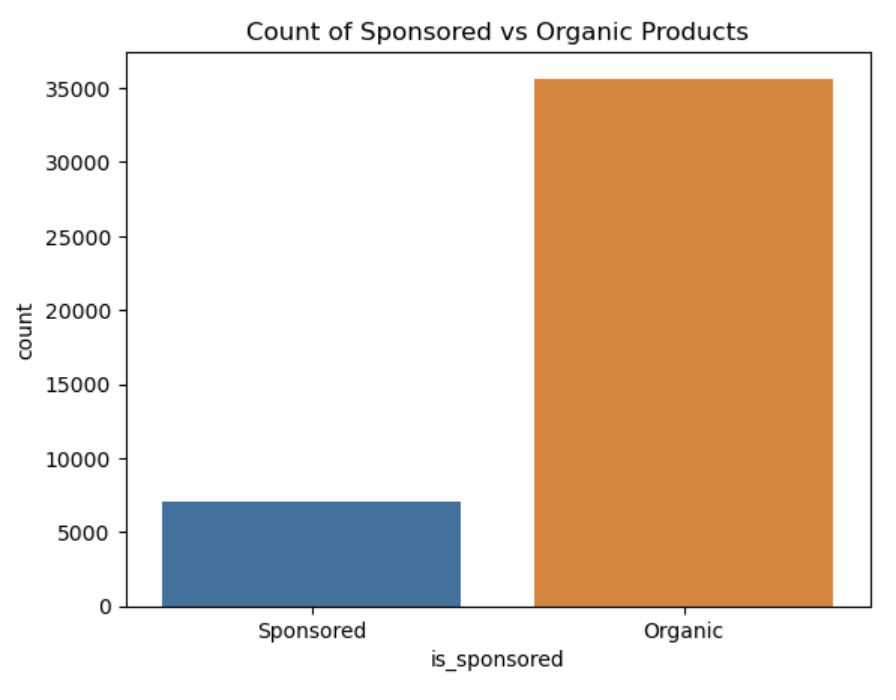 Count of Sponsored vs Organic Products
35000
30000
25000
20000
15000
10000
5000
0
count
Sponsored Organic
is_sponsored